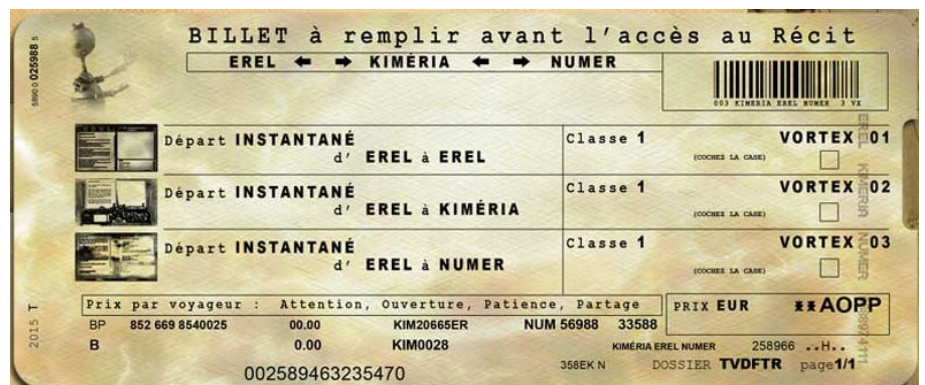 BILLET à remplir avant l'accès au Récit
EREL ← → KIMÉRIA ← → NUMER
5890 0 025988 5
003 KIMERIA EREL NUMER 3 VX
Départ INSTANTANÉ
d' EREL à EREL
Classe 1
VORTEX 01
(COCHEZ LA CASE)
Départ INSTANTANÉ
d' EREL à KIMÉRIA
Classe 1
VORTEX 02
(COCHEZ LA CASE)
Départ INSTANTANÉ
d' EREL à NUMER
Classe 1
VORTEX 03
(COCHEZ LA CASE)
EREL KIMERIA NUMER
Prix par voyageur : Attention, Ouverture, Patience, Partage
PRIX EUR **AOPP
BP 852 669 8540025 00.00 KIM20665ER NUM 56988 33588
B 0.00 KIM0028 KIMÉRIA EREL NUMER 258966 ..H..
002589463235470 358EK N DOSSIER TVDFTR page1/1
2015 T